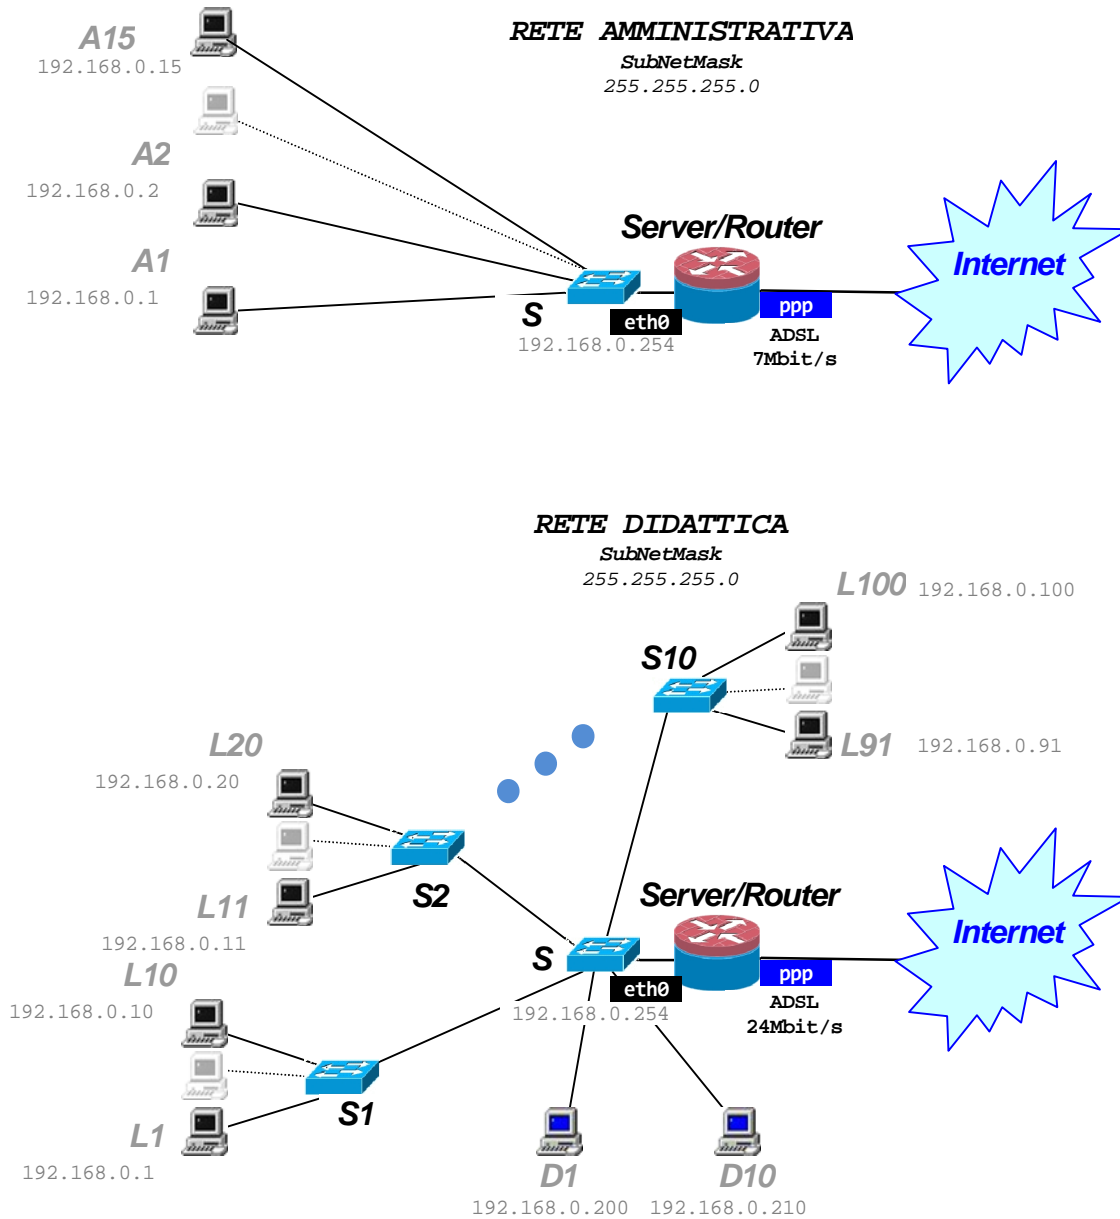 RETE AMMINISTRATIVA
SubNetMask
255.255.255.0
A15
192.168.0.15
A2
192.168.0.2
A1
192.168.0.1
Server/Router
Internet
S
eth0
192.168.0.254
ppp
ADSL
7Mbit/s
RETE DIDATTICA
SubNetMask
255.255.255.0
L100 192.168.0.100
S10
L91 192.168.0.91
L20
192.168.0.20
S2
L11
192.168.0.11
Server/Router
Internet
S
eth0
192.168.0.254
ppp
ADSL
24Mbit/s
L10
192.168.0.10
S1
L1
192.168.0.1
D1
192.168.0.200
D10
192.168.0.210